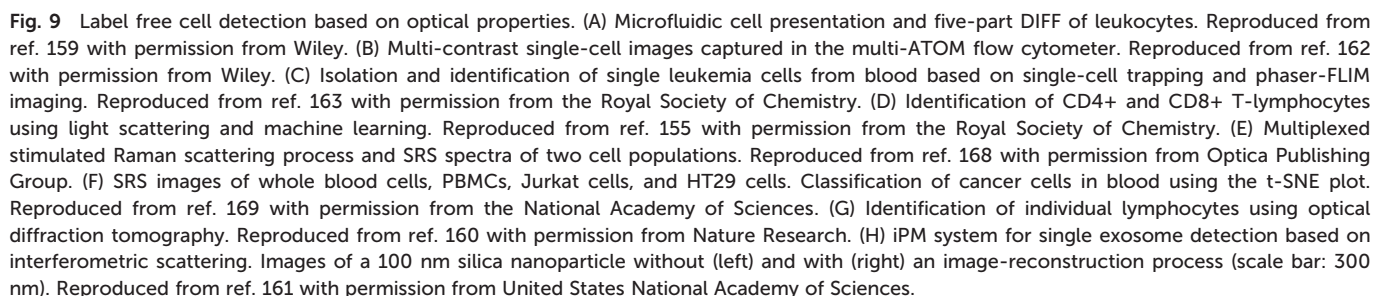 Fig. 9 Label free cell detection based on optical properties. (A) Microfluidic cell presentation and five-part DIFF of leukocytes. Reproduced from
ref. 159 with permission from Wiley. (B) Multi-contrast single-cell images captured in the multi-ATOM flow cytometer. Reproduced from ref. 162
with permission from Wiley. (C) Isolation and identification of single leukemia cells from blood based on single-cell trapping and phaser-FLIM
imaging. Reproduced from ref. 163 with permission from the Royal Society of Chemistry. (D) Identification of CD4+ and CD8+ T-lymphocytes
using light scattering and machine learning. Reproduced from ref. 155 with permission from the Royal Society of Chemistry. (E) Multiplexed
stimulated Raman scattering process and SRS spectra of two cell populations. Reproduced from ref. 168 with permission from Optica Publishing
Group. (F) SRS images of whole blood cells, PBMCs, Jurkat cells, and HT29 cells. Classification of cancer cells in blood using the t-SNE plot.
Reproduced from ref. 169 with permission from the National Academy of Sciences. (G) Identification of individual lymphocytes using optical
diffraction tomography. Reproduced from ref. 160 with permission from Nature Research. (H) iPM system for single exosome detection based on
interferometric scattering. Images of a 100 nm silica nanoparticle without (left) and with (right) an image-reconstruction process (scale bar: 300
nm). Reproduced from ref. 161 with permission from United States National Academy of Sciences.